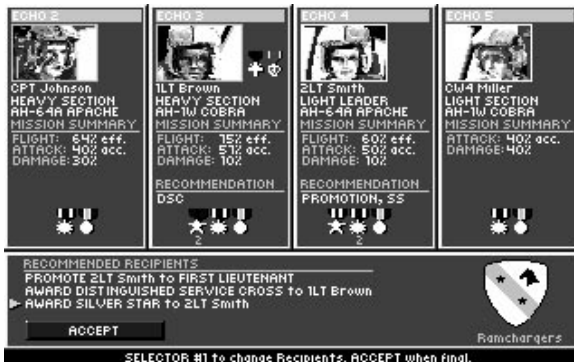 ECHO 2
CPT Johnson
HEAVY SECTION
AH-64A APACHE
MISSION SUMMARY
FLIGHT: 64% eff.
ATTACK: 40% acc.
DAMAGE: 30%
ECHO 3
1LT Brown
HEAVY SECTION
AH-1W COBRA
MISSION SUMMARY
FLIGHT: 75% eff.
ATTACK: 51% acc.
DAMAGE: 10%
RECOMMENDATION
DSC
2
ECHO 4
2LT Smith
LIGHT LEADER
AH-64A APACHE
MISSION SUMMARY
FLIGHT: 60% eff.
ATTACK: 50% acc.
DAMAGE: 10%
RECOMMENDATION
PROMOTION, SS
2
ECHO 5
CW4 Miller
LIGHT SECTION
AH-1W COBRA
MISSION SUMMARY
ATTACK: 40% acc.
DAMAGE: 40%
RECOMMENDED RECIPIENTS
PROMOTE 2LT Smith to FIRST LIEUTENANT
AWARD DISTINGUISHED SERVICE CROSS to 1LT Brown
AWARD SILVER STAR to 2LT Smith
ACCEPT
Ramchargers
SELECTOR #1 to change Recipients. ACCEPT when final.